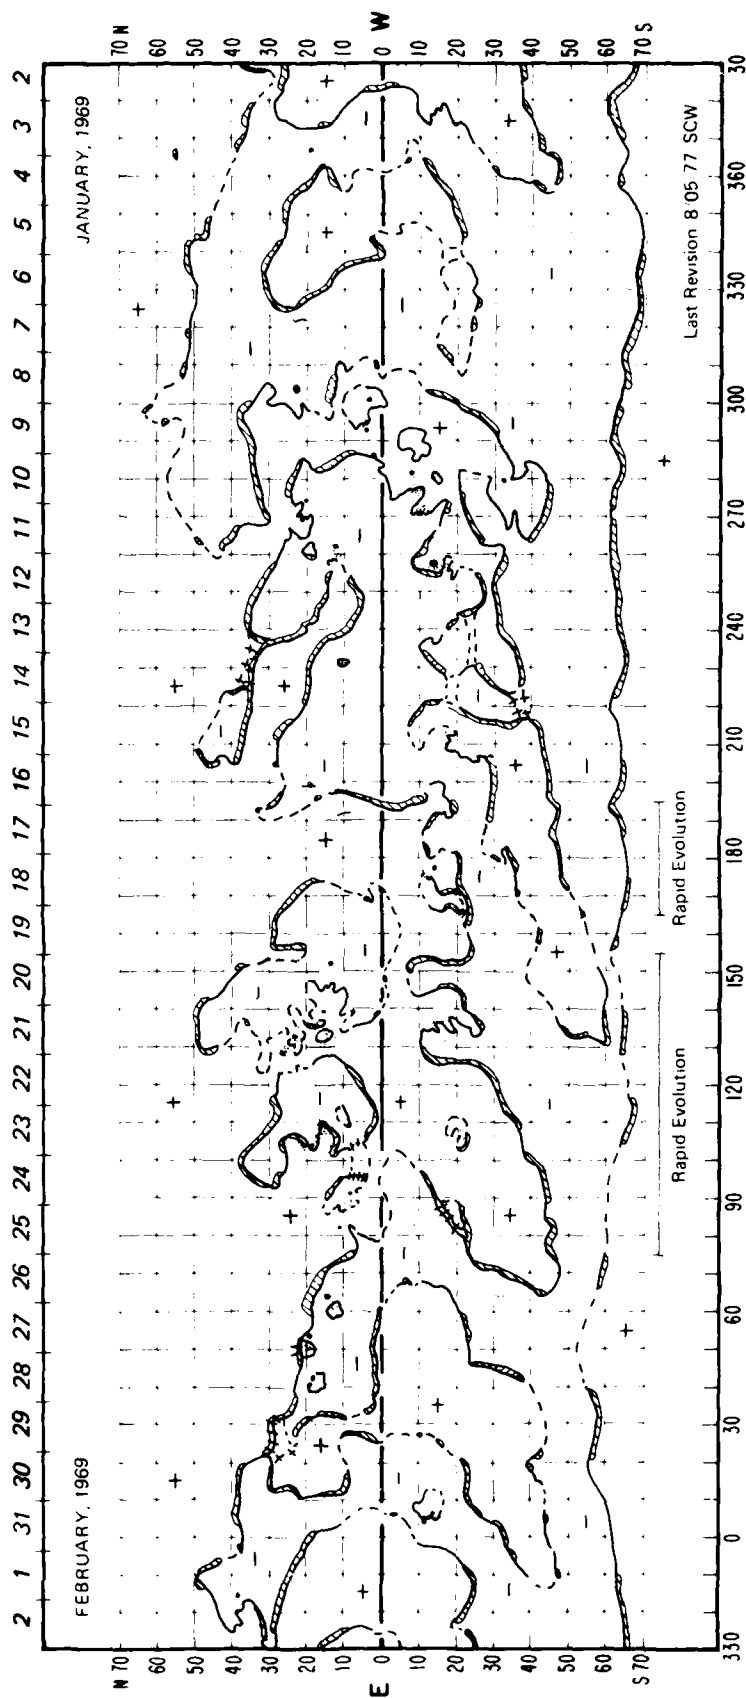 2 1 31 30 29 28 27 26 25 24 23 22 21 20 19 18 17 16 15 14 13 12 11 10 9 8 7 6 5 4 3 2
FEBRUARY, 1969 JANUARY, 1969
N 70 70 N
60 60
50 50
40 40
30 30
20 20
10 10
E 0 0 W
10 10
20 20
30 30
40 40
50 50
60 60
S 70 70 S
Rapid Evolution Rapid Evolution
Last Revision 8'05 77 SCW
330 0 30 60 90 120 150 180 210 240 270 300 330 360 30